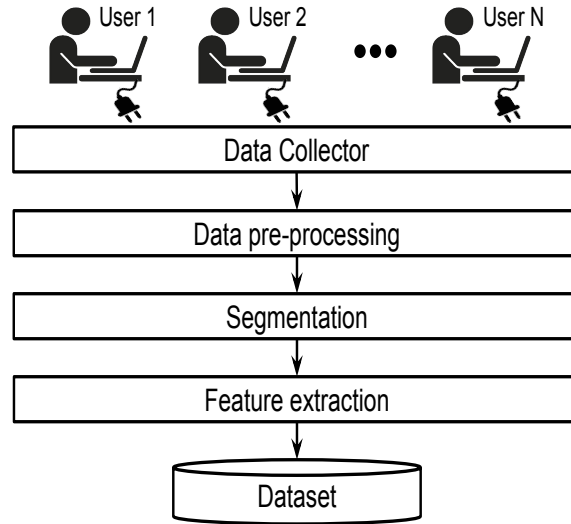 User 1 User 2 User N
Data Collector
Data pre-processing
Segmentation
Feature extraction
Dataset